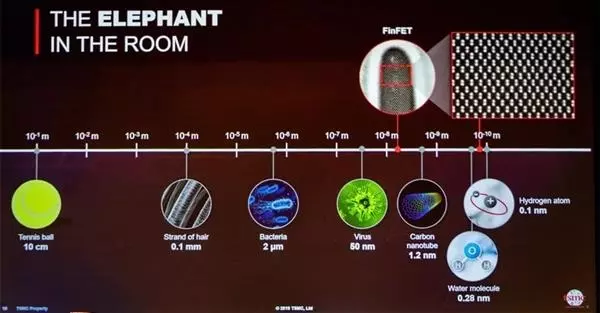 THE ELEPHANT
IN THE ROOM
FinFET
10⁻¹ m 10⁻² m 10⁻³ m 10⁻⁴ m 10⁻⁵ m 10⁻⁶ m 10⁻⁷ m 10⁻⁸ m 10⁻⁹ m 10⁻¹⁰ m
Tennis ball
10 cm
Strand of hair
0.1 mm
Bacteria
2 μm
Virus
50 nm
Carbon
nanotube
1.2 nm
+
Hydrogen atom
0.1 nm
O
H H
Water molecule
0.28 nm
TSMC Property
© 2019 TSMC, Ltd
tsmc